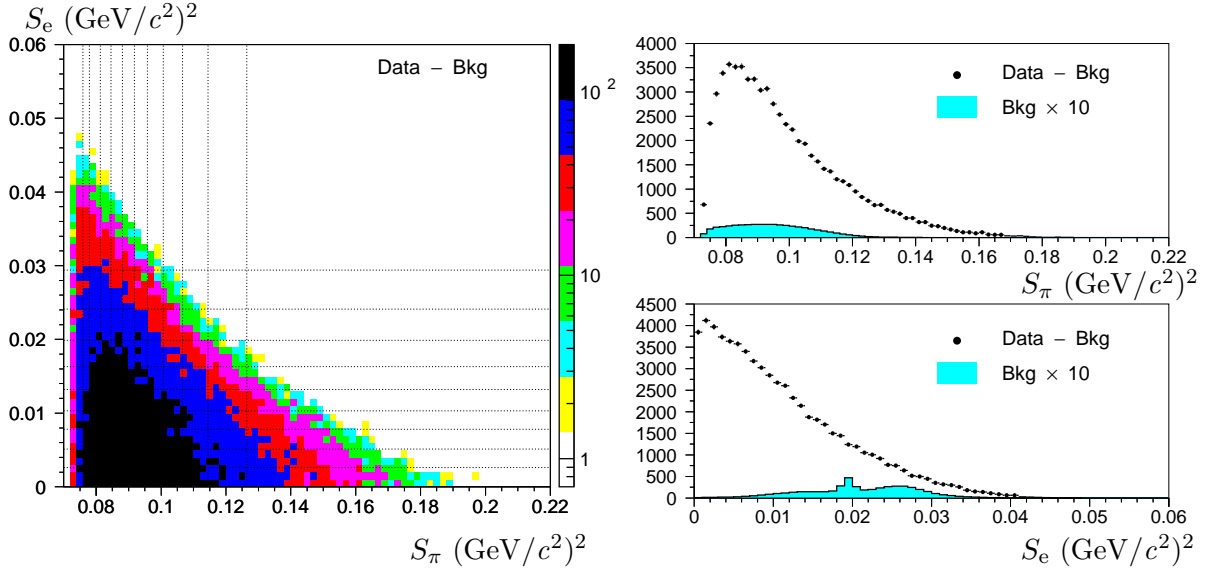 S_e (GeV/c²)²
0.06
0.05
0.04
0.03
0.02
0.01
0
Data − Bkg
10²
10
1
0.08 0.10 0.12 0.14 0.16 0.18 0.20 0.22
S_π (GeV/c²)²
4000
3500
3000
2500
2000
1500
1000
500
0
Data − Bkg
Bkg × 10
0.08 0.1 0.12 0.14 0.16 0.18 0.2 0.22
S_π (GeV/c²)²
4500
4000
3500
3000
2500
2000
1500
1000
500
0
Data − Bkg
Bkg × 10
0 0.01 0.02 0.03 0.04 0.05 0.06
S_e (GeV/c²)²